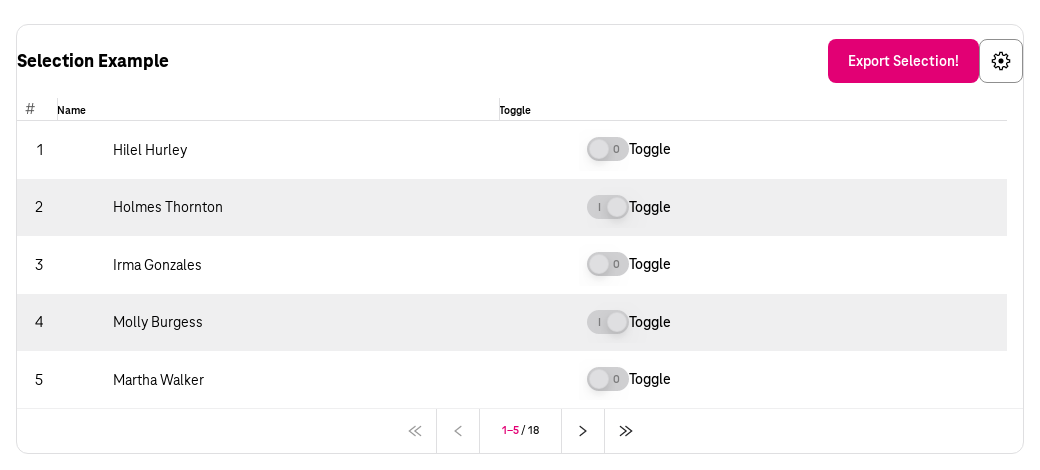 Selection Example Export Selection!
# Name Toggle
1 Hilel Hurley 0 Toggle
2 Holmes Thornton I Toggle
3 Irma Gonzales 0 Toggle
4 Molly Burgess I Toggle
5 Martha Walker 0 Toggle
1–5 / 18